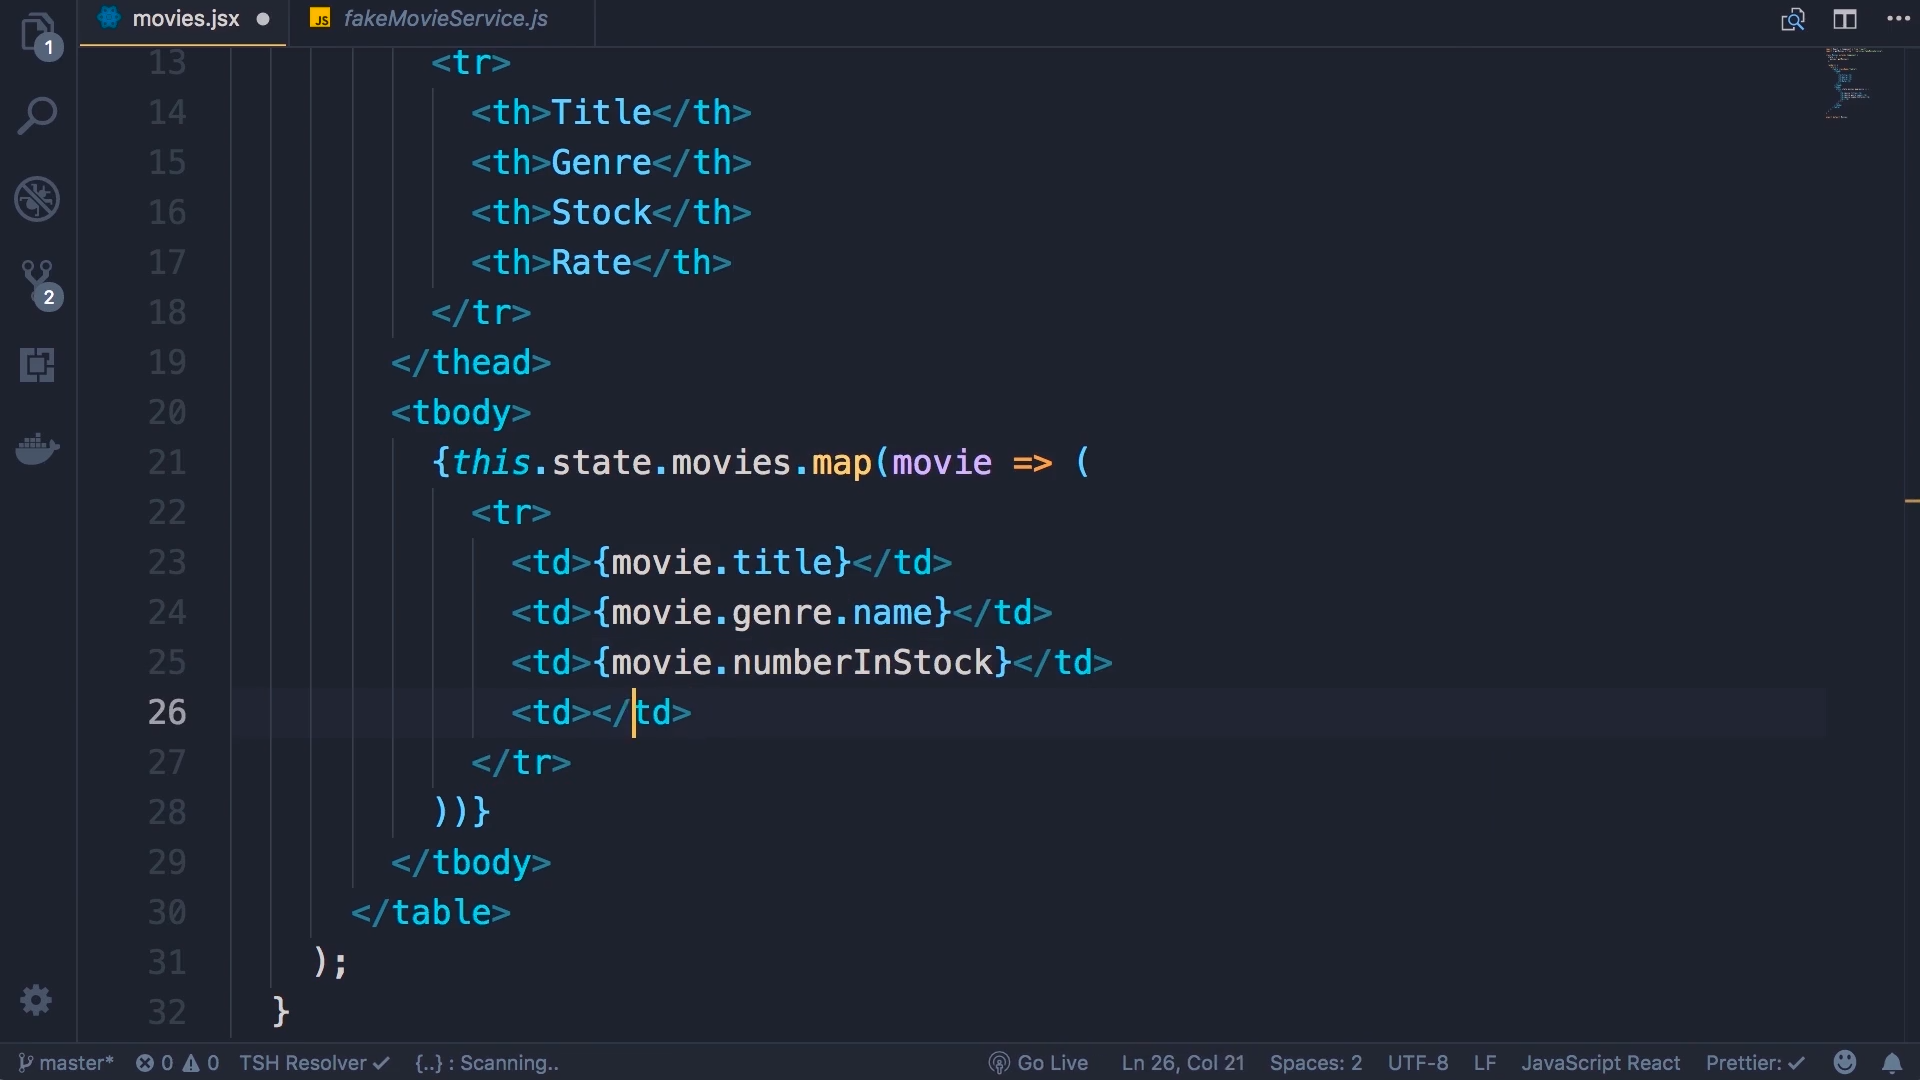 movies.jsx
JS fakeMovieService.js
1
2
13 <tr>
14 <th>Title</th>
15 <th>Genre</th>
16 <th>Stock</th>
17 <th>Rate</th>
18 </tr>
19 </thead>
20 <tbody>
21 {this.state.movies.map(movie => (
22 <tr>
23 <td>{movie.title}</td>
24 <td>{movie.genre.name}</td>
25 <td>{movie.numberInStock}</td>
26 <td></td>
27 </tr>
28 ))}
29 </tbody>
30 </table>
31 );
32 }
master* 0 0 TSH Resolver ✓ {..} : Scanning.. Go Live Ln 26, Col 21 Spaces: 2 UTF-8 LF JavaScript React Prettier: ✓